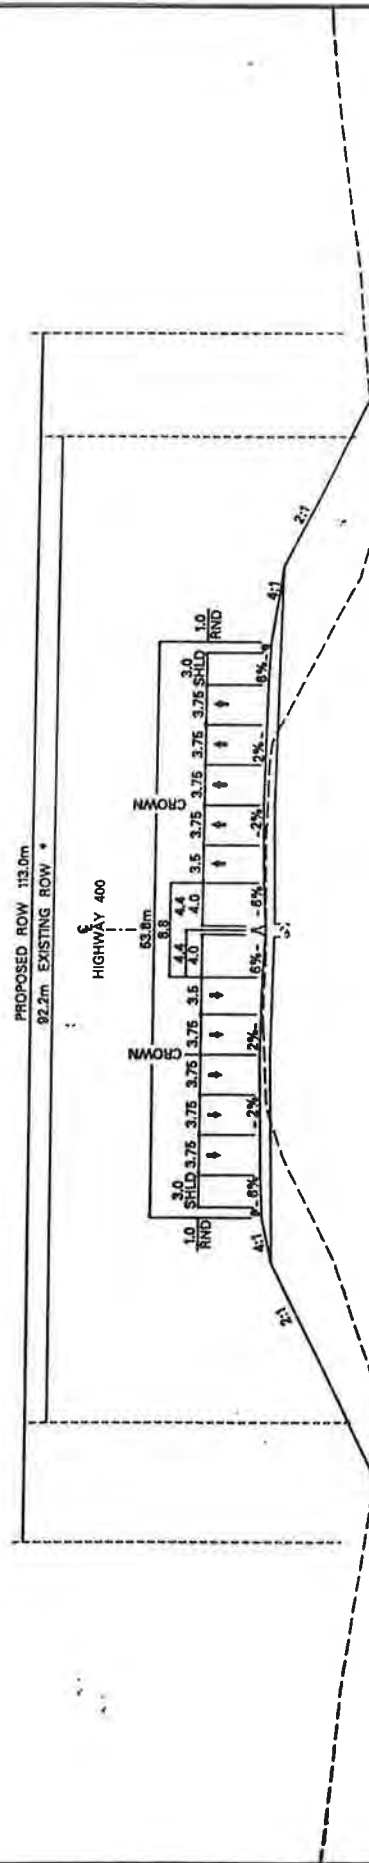 PROPOSED ROW 113.0m
92.2m EXISTING ROW *
℄
HIGHWAY 400
53.8m
8.8
4.4 4.4
4.0 4.0
CROWN CROWN
1.0 RND
3.0 SHLD
3.75 3.75 3.75 3.75 3.5
3.5 3.75 3.75 3.75 3.75
3.0 SHLD
1.0 RND
2:1 4:1 6% 2% 2% 6% 6% 2% 2% 6% 4:1 2:1